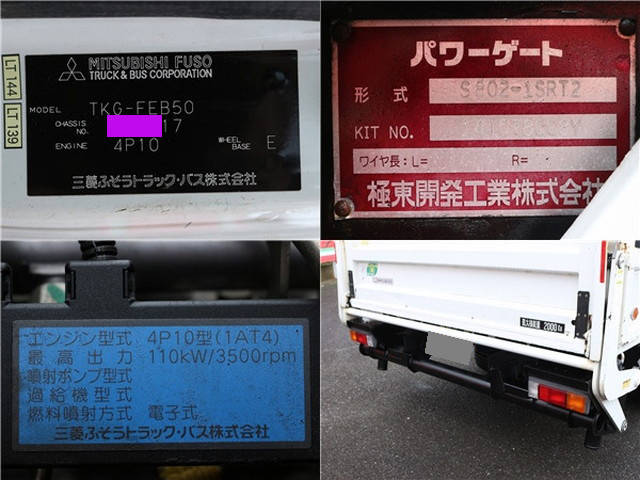 MITSUBISHI FUSO
TRUCK & BUS CORPORATION
MODEL TKG-FEB50
CHASSIS NO. 17
ENGINE 4P10 WHEEL BASE E
三菱ふそうトラック・バス株式会社
LT144
LT139
パワーゲート
形式 S802-1SRT2
KIT NO.
ワイヤ長:L= R=
極東開発工業株式会社
エンジン型式 4P10型(1AT4)
最高出力 110kW/3500rpm
噴射ポンプ型式
過給機型式
燃料噴射方式 電子式
三菱ふそうトラック・バス株式会社
最大積載量 2000kg